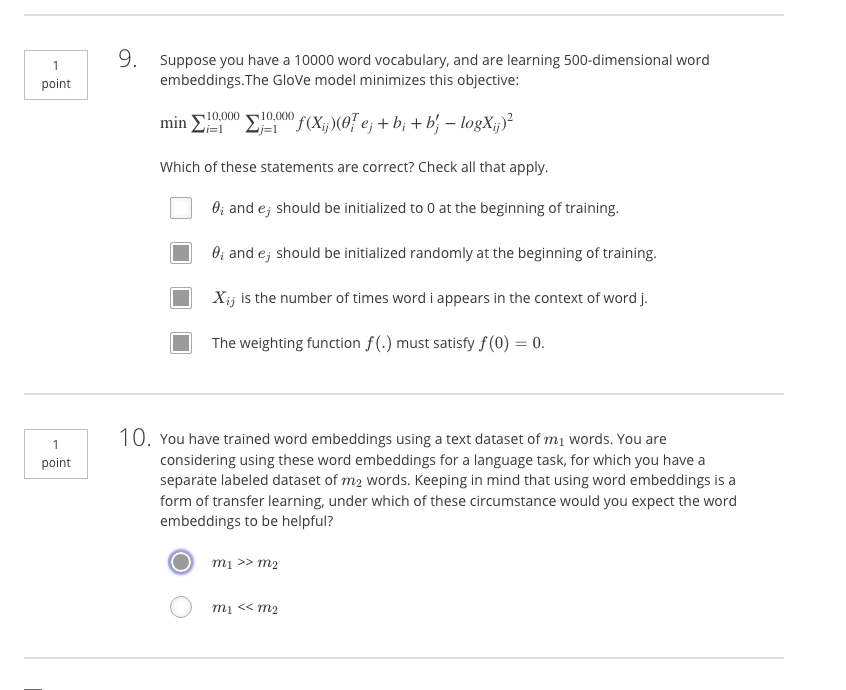 1
point
9.
Suppose you have a 10000 word vocabulary, and are learning 500-dimensional word
embeddings.The GloVe model minimizes this objective:
min ∑_{i=1}^{10,000} ∑_{j=1}^{10,000} f(X_{ij})(θ_i^T e_j + b_i + b'_j − logX_{ij})^2
Which of these statements are correct? Check all that apply.
θ_i and e_j should be initialized to 0 at the beginning of training.
θ_i and e_j should be initialized randomly at the beginning of training.
X_{ij} is the number of times word i appears in the context of word j.
The weighting function f(.) must satisfy f(0) = 0.
1
point
10.
You have trained word embeddings using a text dataset of m_1 words. You are
considering using these word embeddings for a language task, for which you have a
separate labeled dataset of m_2 words. Keeping in mind that using word embeddings is a
form of transfer learning, under which of these circumstance would you expect the word
embeddings to be helpful?
m_1 >> m_2
m_1 << m_2